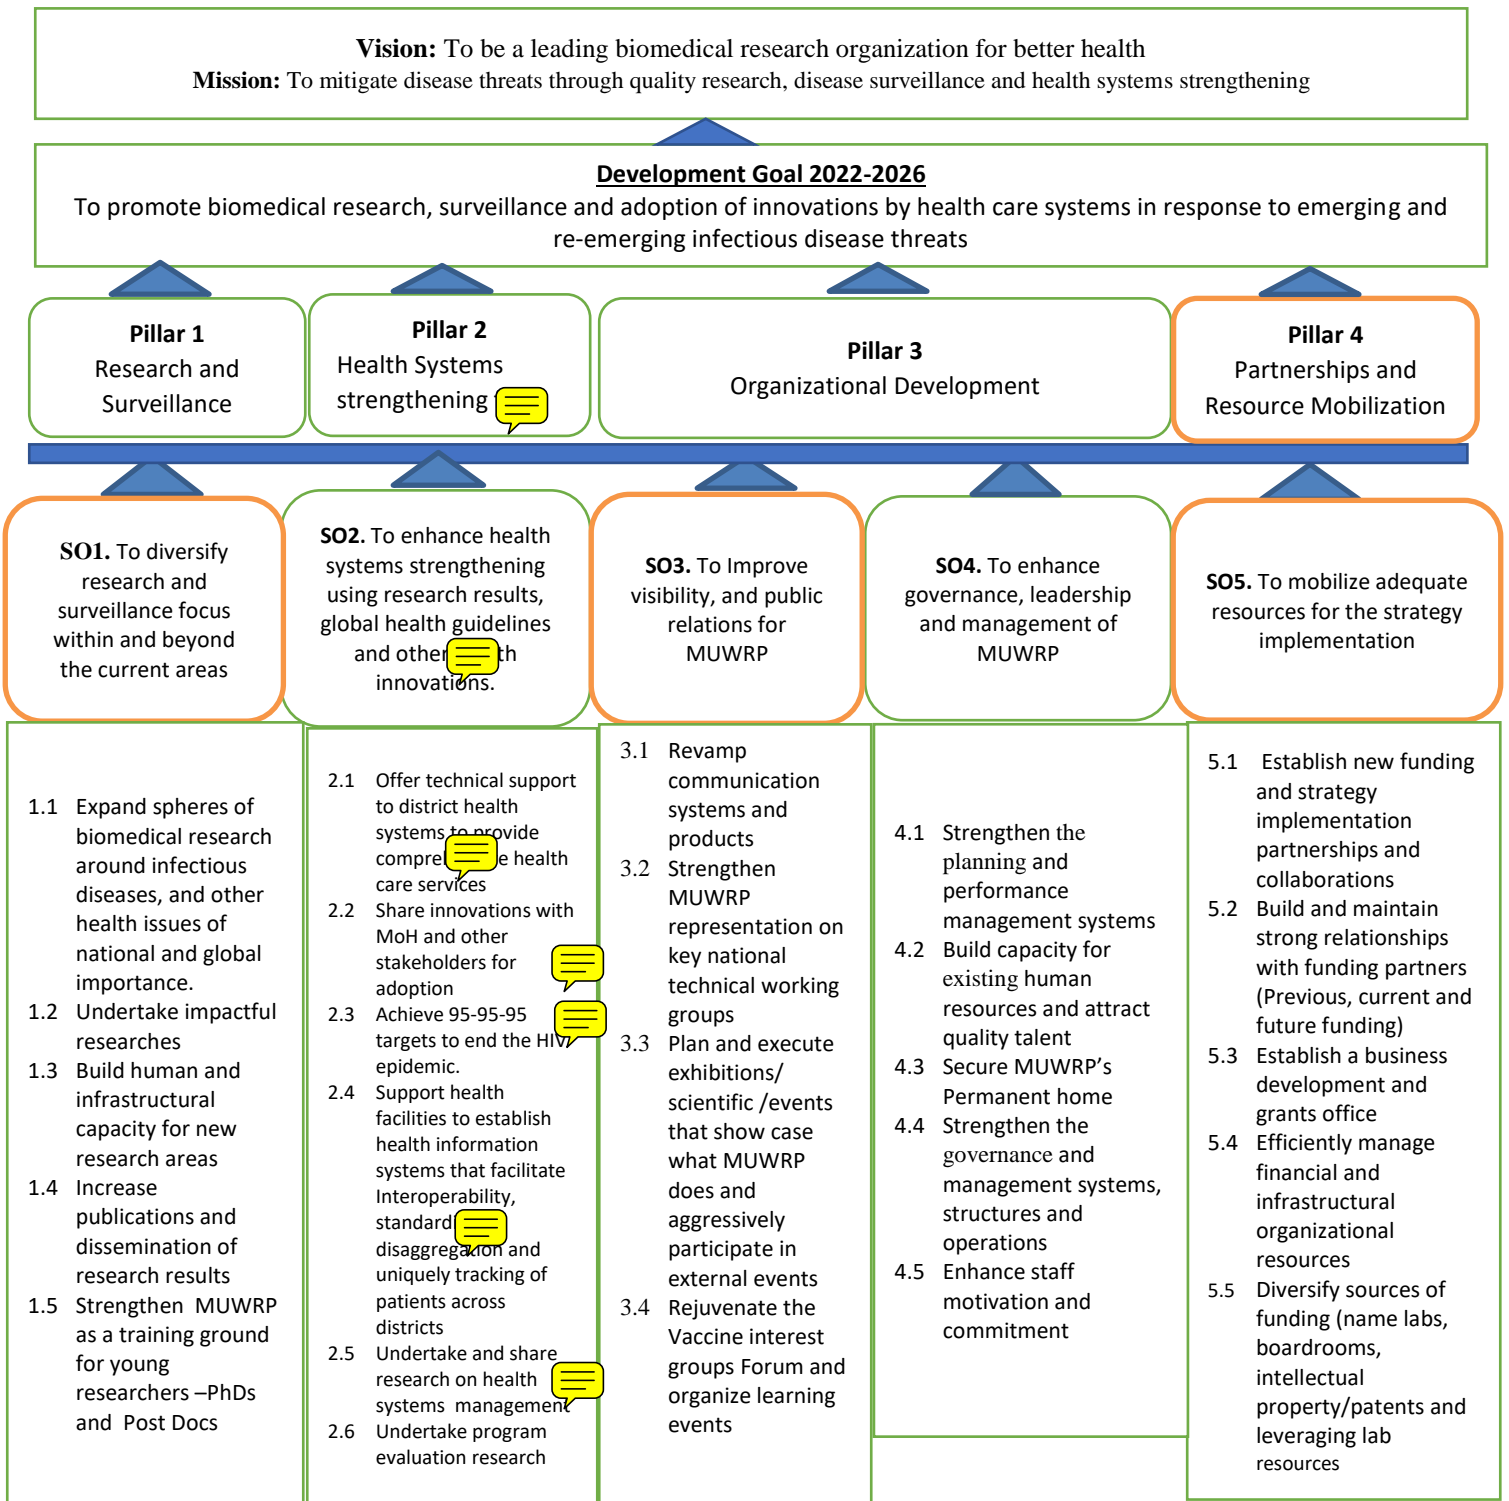 Vision: To be a leading biomedical research organization for better health
Mission: To mitigate disease threats through quality research, disease surveillance and health systems strengthening
Development Goal 2022-2026
To promote biomedical research, surveillance and adoption of innovations by health care systems in response to emerging and
re-emerging infectious disease threats
Pillar 1
Research and
Surveillance
Pillar 2
Health Systems
strengthening
Pillar 3
Organizational Development
Pillar 4
Partnerships and
Resource Mobilization
SO1. To diversify
research and
surveillance focus
within and beyond
the current areas
SO2. To enhance health
systems strengthening
using research results,
global health guidelines
and other
innovations.
SO3. To Improve
visibility, and public
relations for
MUWRP
SO4. To enhance
governance, leadership
and management of
MUWRP
SO5. To mobilize adequate
resources for the strategy
implementation
1.1 Expand spheres of
biomedical research
around infectious
diseases, and other
health issues of
national and global
importance.
1.2 Undertake impactful
researches
1.3 Build human and
infrastructural
capacity for new
research areas
1.4 Increase
publications and
dissemination of
research results
1.5 Strengthen MUWRP
as a training ground
for young
researchers –PhDs
and Post Docs
2.1 Offer technical support
to district health
systems to provide
health
care services
2.2 Share innovations with
MoH and other
stakeholders for
adoption
2.3 Achieve 95-95-95
targets to end the HIV
epidemic.
2.4 Support health
facilities to establish
health information
systems that facilitate
Interoperability,
disaggregation and
uniquely tracking of
patients across
districts
2.5 Undertake and share
research on health
systems management
2.6 Undertake program
evaluation research
3.1 Revamp
communication
systems and
products
3.2 Strengthen
MUWRP
representation on
key national
technical working
groups
3.3 Plan and execute
exhibitions/
scientific /events
that show case
what MUWRP
does and
aggressively
participate in
external events
3.4 Rejuvenate the
Vaccine interest
groups Forum and
organize learning
events
4.1 Strengthen the
planning and
performance
management systems
4.2 Build capacity for
existing human
resources and attract
quality talent
4.3 Secure MUWRP’s
Permanent home
4.4 Strengthen the
governance and
management systems,
structures and
operations
4.5 Enhance staff
motivation and
commitment
5.1 Establish new funding
and strategy
implementation
partnerships and
collaborations
5.2 Build and maintain
strong relationships
with funding partners
(Previous, current and
future funding)
5.3 Establish a business
development and
grants office
5.4 Efficiently manage
financial and
infrastructural
organizational
resources
5.5 Diversify sources of
funding (name labs,
boardrooms,
intellectual
property/patents and
leveraging lab
resources